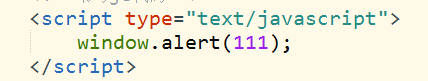 <script type="text/javascript">
    window.alert(111);
</script>